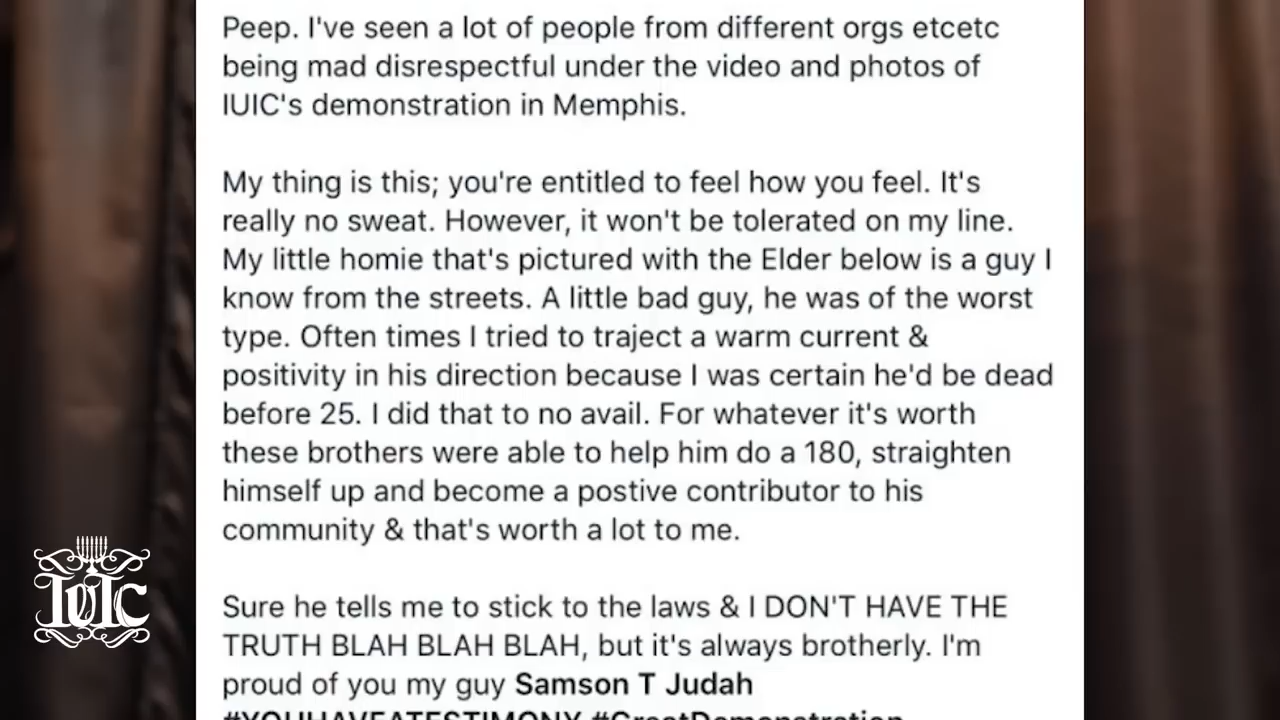 Peep. I've seen a lot of people from different orgs etcetc
being mad disrespectful under the video and photos of
IUIC's demonstration in Memphis.
My thing is this; you're entitled to feel how you feel. It's
really no sweat. However, it won't be tolerated on my line.
My little homie that's pictured with the Elder below is a guy I
know from the streets. A little bad guy, he was of the worst
type. Often times I tried to traject a warm current &
positivity in his direction because I was certain he'd be dead
before 25. I did that to no avail. For whatever it's worth
these brothers were able to help him do a 180, straighten
himself up and become a postive contributor to his
community & that's worth a lot to me.
Sure he tells me to stick to the laws & I DON'T HAVE THE
TRUTH BLAH BLAH BLAH, but it's always brotherly. I'm
proud of you my guy Samson T Judah
#YOUHAVEATESTIMONY #GreatDemonstration
IUIC